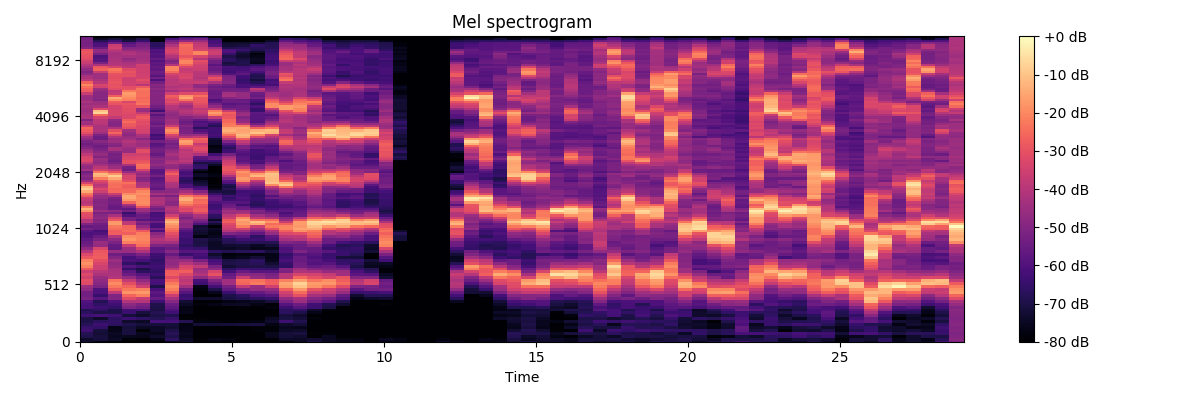 Mel spectrogram
+0 dB
8192
-10 dB
4096
-20 dB
-30 dB
Hz
2048
-40 dB
1024
-50 dB
-60 dB
512
-70 dB
0
-80 dB
0 5 10 15 20 25
Time